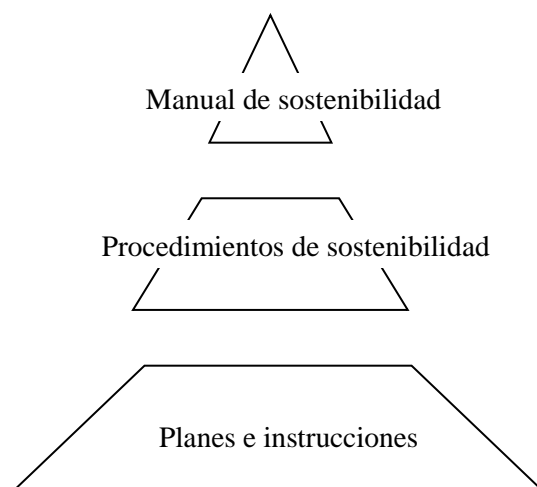 Manual de sostenibilidad
Procedimientos de sostenibilidad
Planes e instrucciones